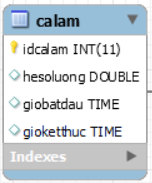 calam
idcalam INT(11)
hesoluong DOUBLE
giobatdau TIME
gioketthuc TIME
Indexes